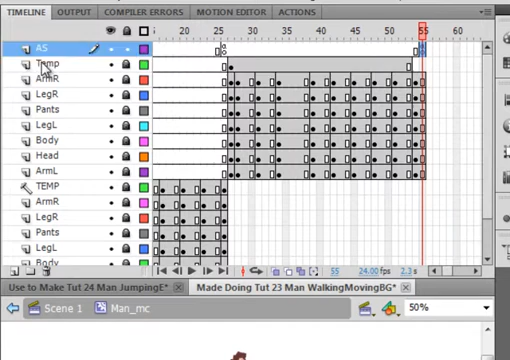 TIMELINE OUTPUT COMPILER ERRORS MOTION EDITOR ACTIONS
20 25 30 35 40 45 50 55 60
AS
Temp
ArmR
LegR
Pants
LegL
Body
Head
ArmL
TEMP
ArmR
LegR
Pants
LegL
Body
55 24.00 fps 2.3 s
Use to Make Tut 24 Man JumpingE* Made Doing Tut 23 Man WalkingMovingBG*
Scene 1 Man_mc 50%